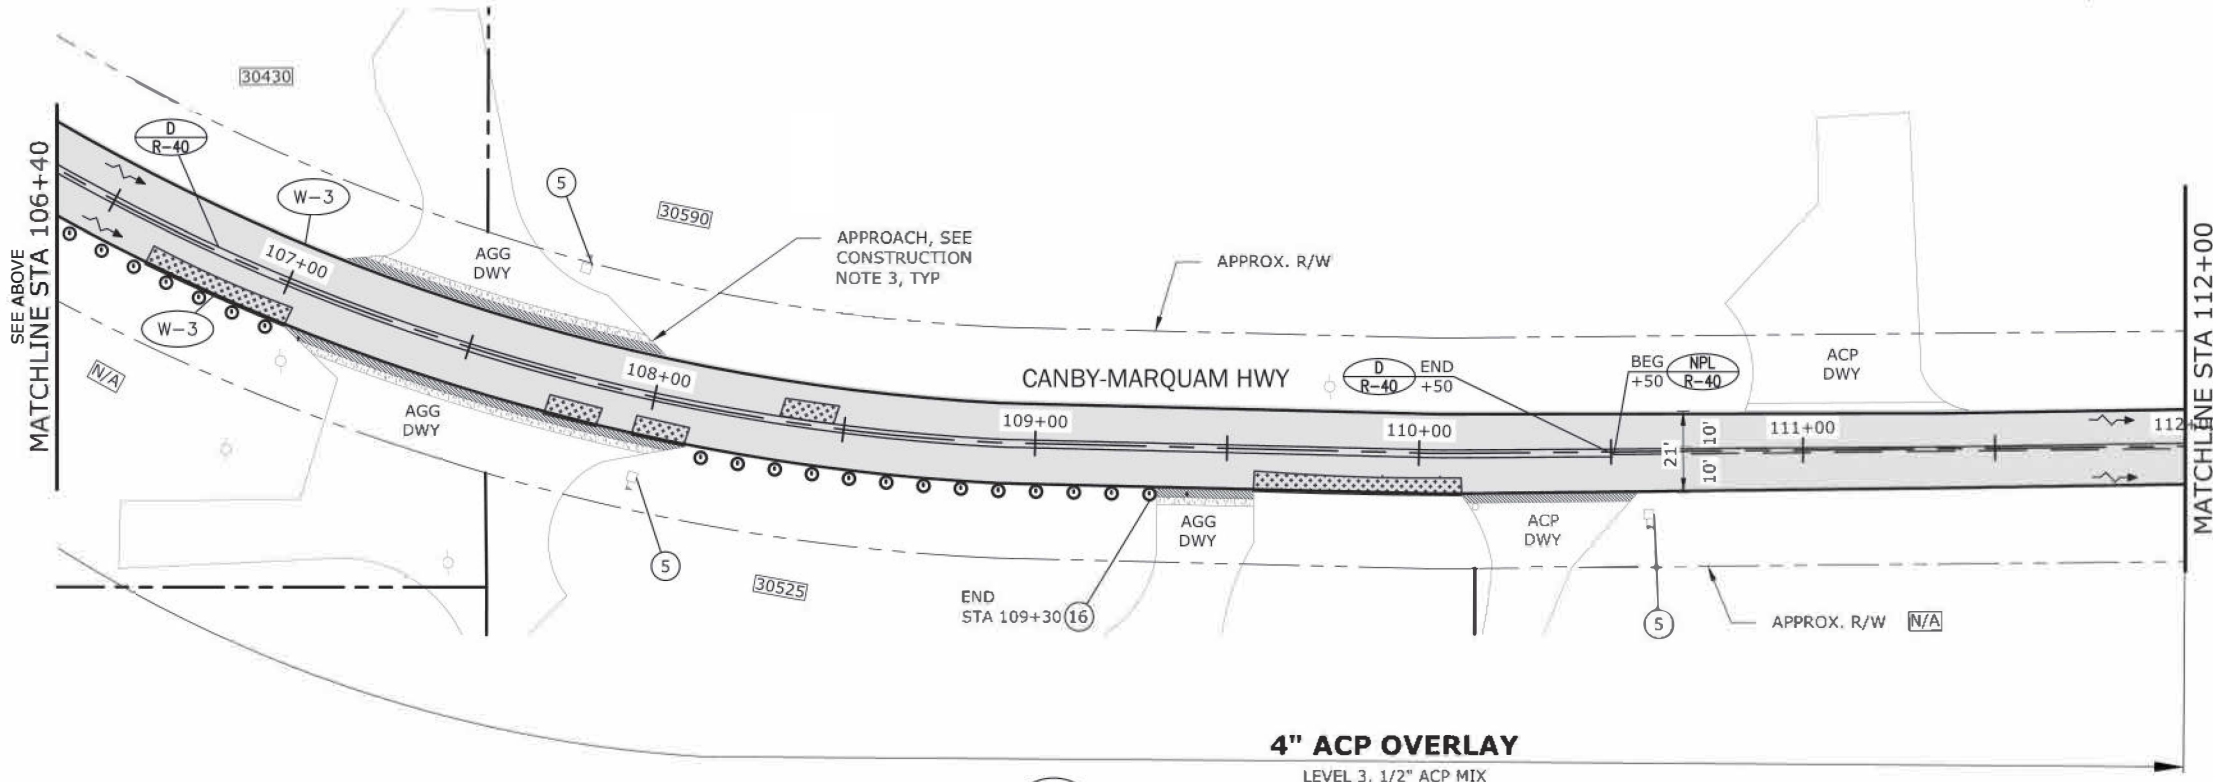 30430
D
R-40
W-3
5
30590
SEE ABOVE
MATCHLINE STA 106+40
107+00
AGG
DWY
APPROACH, SEE
CONSTRUCTION
NOTE 3, TYP
APPROX. R/W
W-3
N/A
AGG
DWY
108+00
CANBY-MARQUAM HWY
109+00
110+00
D
R-40
END
+50
BEG
+50
NPL
R-40
21'
10'
10'
111+00
ACP
DWY
MATCHLINE STA 112+00
5
30525
END
STA 109+30 16
AGG
DWY
ACP
DWY
5
APPROX. R/W N/A
4" ACP OVERLAY
LEVEL 3, 1/2" ACP MIX